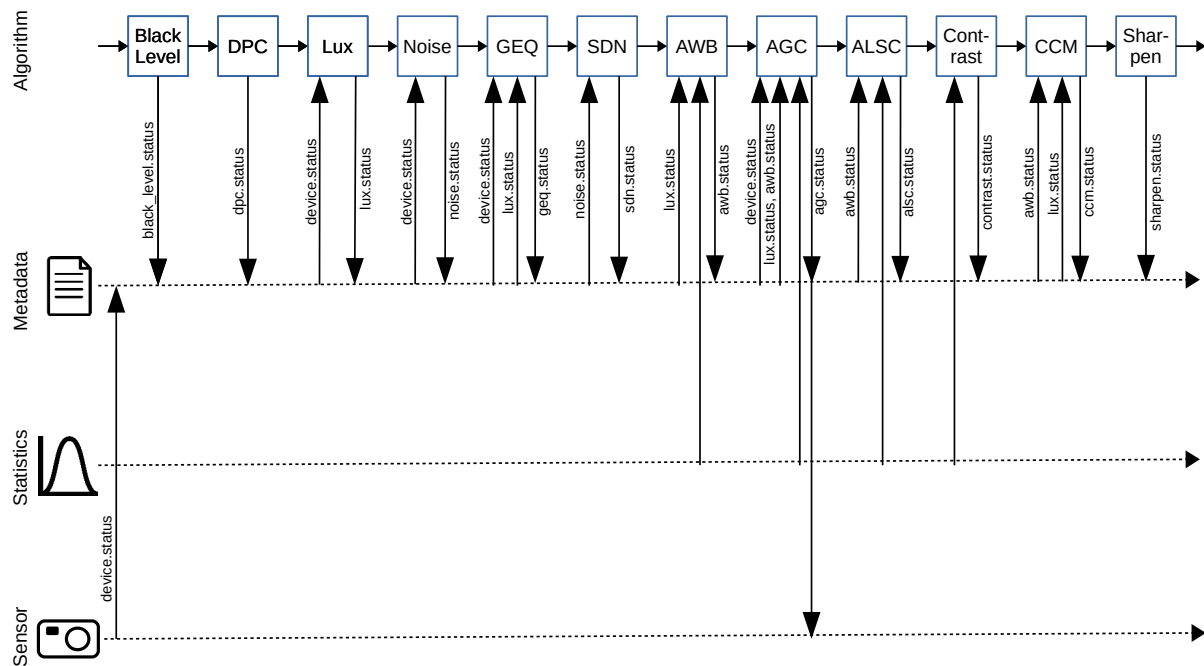 Algorithm
Black
Level
DPC
Lux
Noise
GEQ
SDN
AWB
AGC
ALSC
Cont-
rast
CCM
Shar-
pen
black_level.status
dpc.status
device.status
lux.status
device.status
noise.status
device.status
lux.status
geq.status
noise.status
sdn.status
lux.status
awb.status
device.status
lux.status, awb.status
agc.status
awb.status
alsc.status
contrast.status
awb.status
lux.status
ccm.status
sharpen.status
Metadata
Statistics
device.status
Sensor